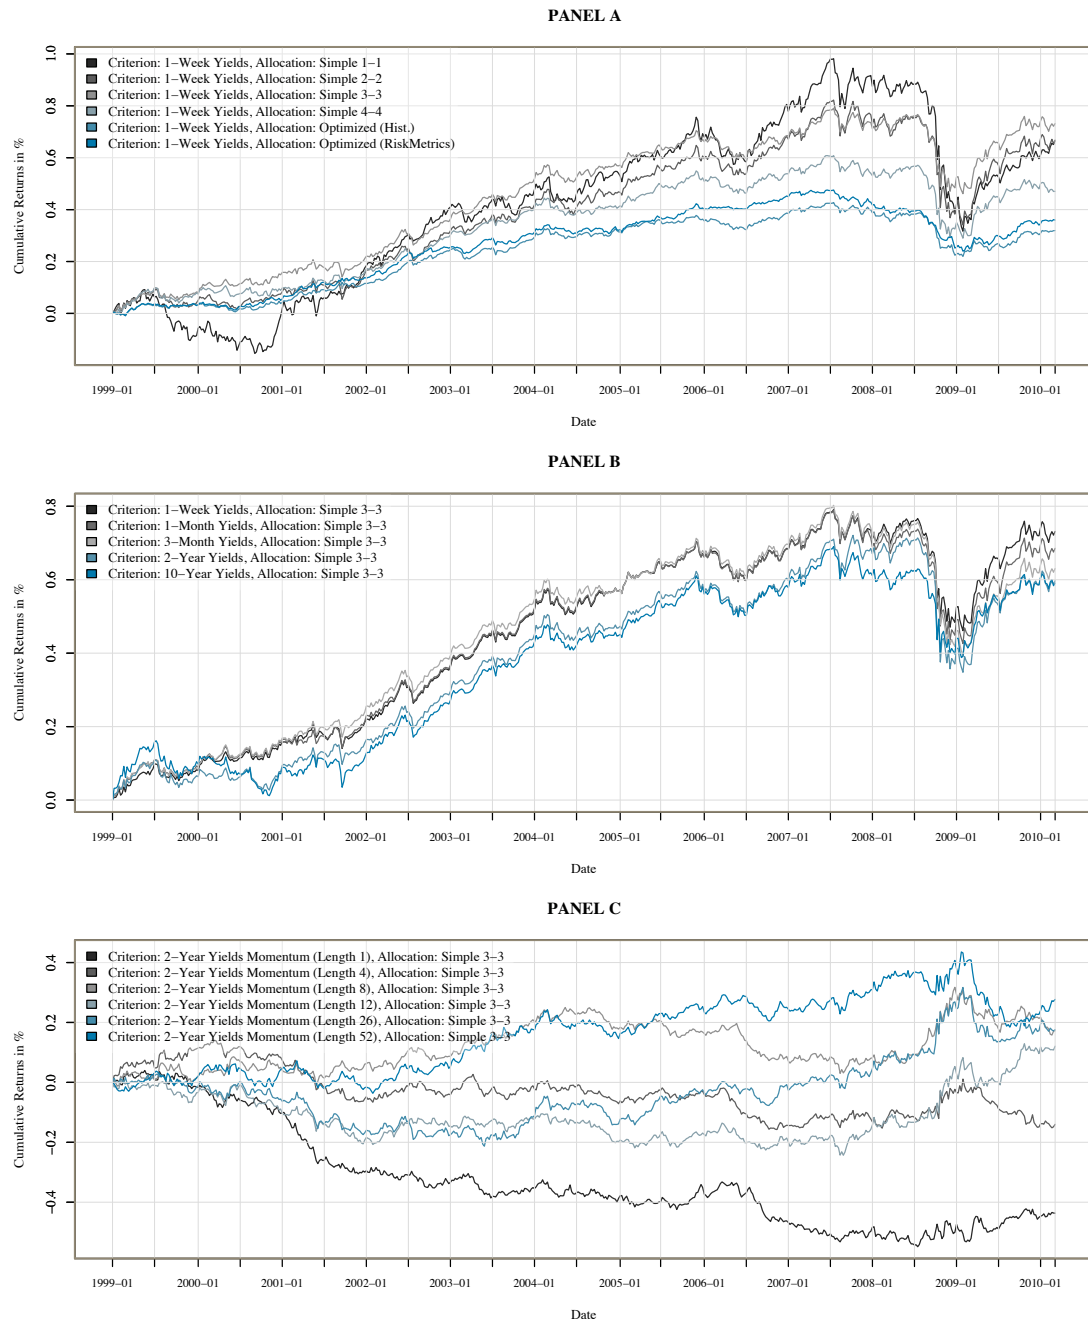 PANEL A
Criterion: 1−Week Yields, Allocation: Simple 1−1
Criterion: 1−Week Yields, Allocation: Simple 2−2
Criterion: 1−Week Yields, Allocation: Simple 3−3
Criterion: 1−Week Yields, Allocation: Simple 4−4
Criterion: 1−Week Yields, Allocation: Optimized (Hist.)
Criterion: 1−Week Yields, Allocation: Optimized (RiskMetrics)
Cumulative Returns in %
1.0
0.8
0.6
0.4
0.2
0.0
1999−01 2000−01 2001−01 2002−01 2003−01 2004−01 2006−01 2007−01 2008−01 2009−01 2010−01
Date
PANEL B
Criterion: 1−Week Yields, Allocation: Simple 3−3
Criterion: 1−Month Yields, Allocation: Simple 3−3
Criterion: 3−Month Yields, Allocation: Simple 3−3
Criterion: 2−Year Yields, Allocation: Simple 3−3
Criterion: 10−Year Yields, Allocation: Simple 3−3
Cumulative Returns in %
0.8
0.6
0.4
0.2
0.0
1999−01 2000−01 2001−01 2002−01 2003−01 2004−01 2005−01 2006−01 2007−01 2008−01 2009−01 2010−01
Date
PANEL C
Criterion: 2−Year Yields Momentum (Length 1), Allocation: Simple 3−3
Criterion: 2−Year Yields Momentum (Length 4), Allocation: Simple 3−3
Criterion: 2−Year Yields Momentum (Length 8), Allocation: Simple 3−3
Criterion: 2−Year Yields Momentum (Length 12), Allocation: Simple 3−3
Criterion: 2−Year Yields Momentum (Length 26), Allocation: Simple 3−3
Criterion: 2−Year Yields Momentum (Length 52), Allocation: Simple 3−3
Cumulative Returns in %
0.4
0.2
0.0
−0.2
−0.4
1999−01 2000−01 2001−01 2002−01 2003−01 2004−01 2005−01 2006−01 2007−01 2008−01 2009−01 2010−01
Date